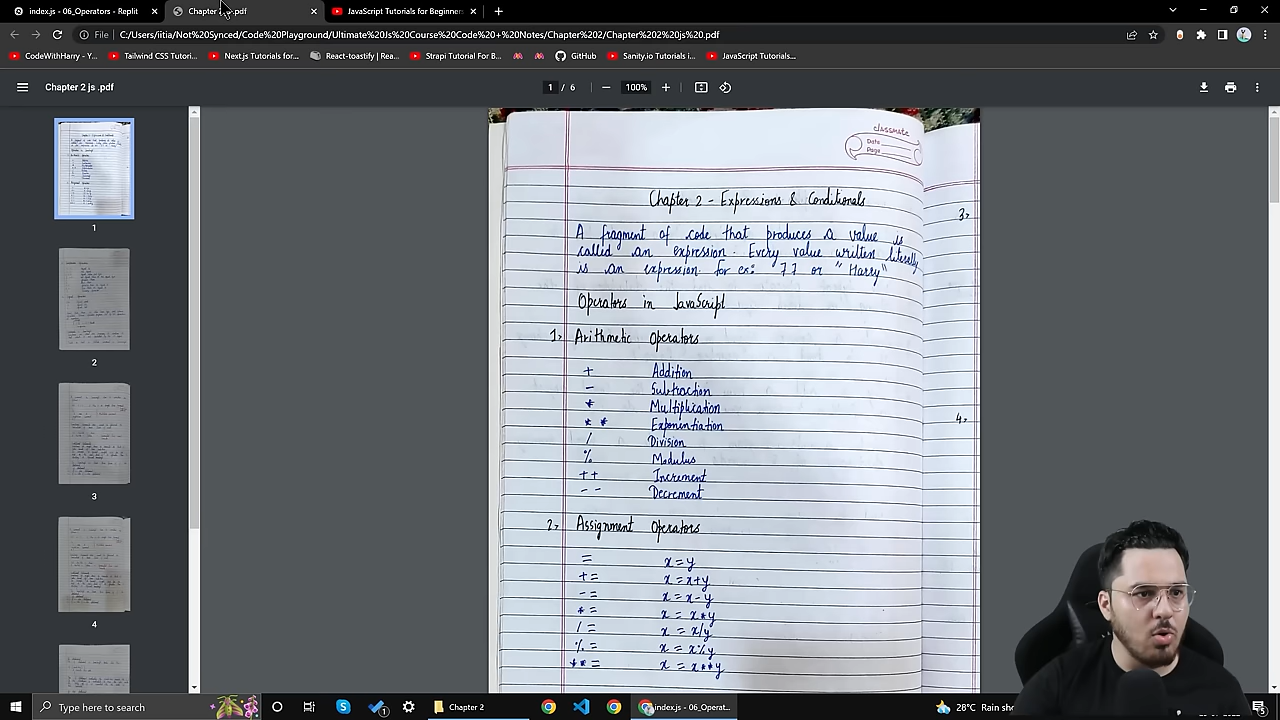 index.js - 06_Operators - Replit
JavaScript Tutorials for Beginner
File
C:/Users/iitia/Not%20Synced/Code%20Playground/Ultimate%20Js%20Course%20Code%20+%20Notes/Chapter%202/Chapter%202%20js%20.pdf
CodeWithHarry - Y...
Tailwind CSS Tutori...
Next.js Tutorials for...
React-toastify | Rea...
Strapi Tutorial For B...
GitHub
Sanity.io Tutorials i...
JavaScript Tutorials...
Chapter 2 js .pdf
1 / 6
100%
1
2
3
4
classmate
Date
Page
Chapter 2 - Expressions & Conditionals
A fragment of code that produces a value is
called an expression. Every value written literally
is an expression for ex: 77 or "Harry"
Operators in JavaScript
1> Arithmetic Operators
+ Addition
- Subtraction
* Multiplication
** Exponentiation
/ Division
% Modulus
++ Increment
-- Decrement
2> Assignment Operators
= x=y
+= x=x+y
-= x=x-y
*= x=x*y
/= x=x/y
%= x=x%y
**= x=x**y
3>
4>
Type here to search
Chapter 2
index.js - 06_Operat...
28°C Rain sh